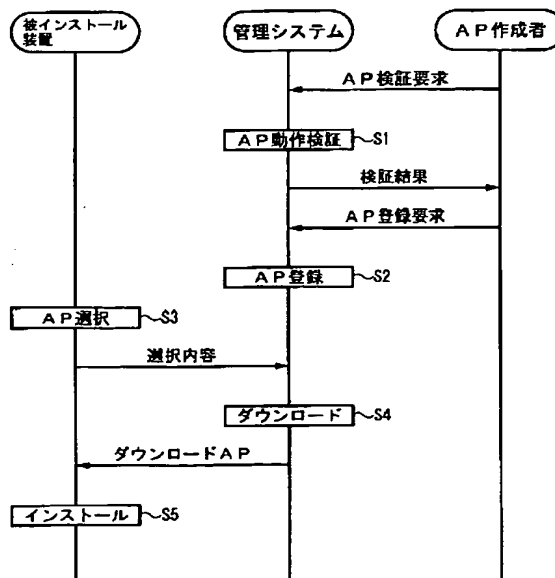 被インストール
装置
管理システム
AP作成者
AP検証要求
AP動作検証
S1
検証結果
AP登録要求
AP登録
S2
AP選択
S3
選択内容
ダウンロード
S4
ダウンロードAP
インストール
S5